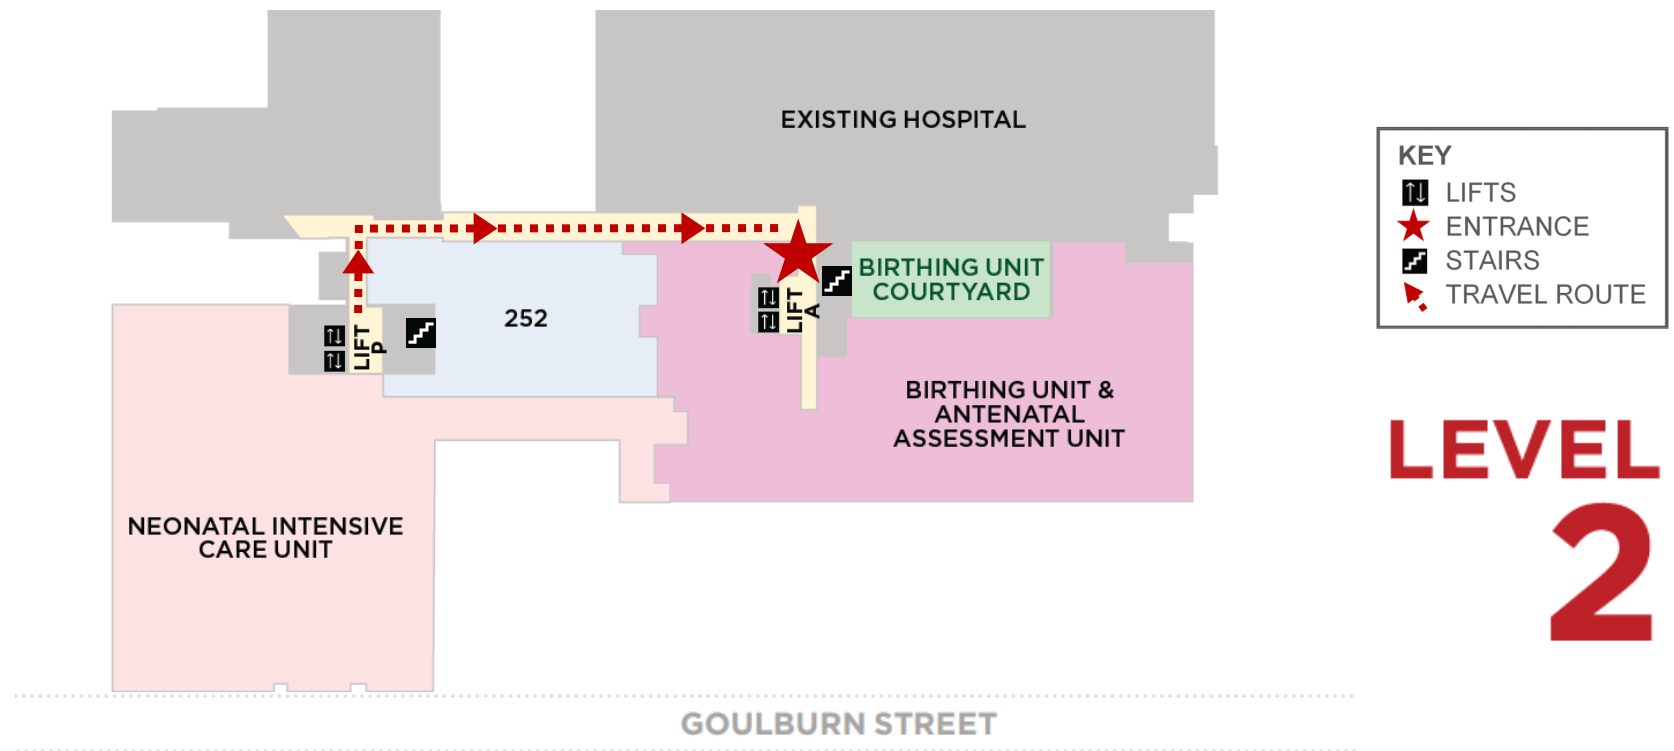 EXISTING HOSPITAL
KEY
LIFTS
ENTRANCE
STAIRS
TRAVEL ROUTE
BIRTHING UNIT
COURTYARD
LIFT
A
252
LIFT
P
BIRTHING UNIT &
ANTENATAL
ASSESSMENT UNIT
LEVEL
2
NEONATAL INTENSIVE
CARE UNIT
GOULBURN STREET